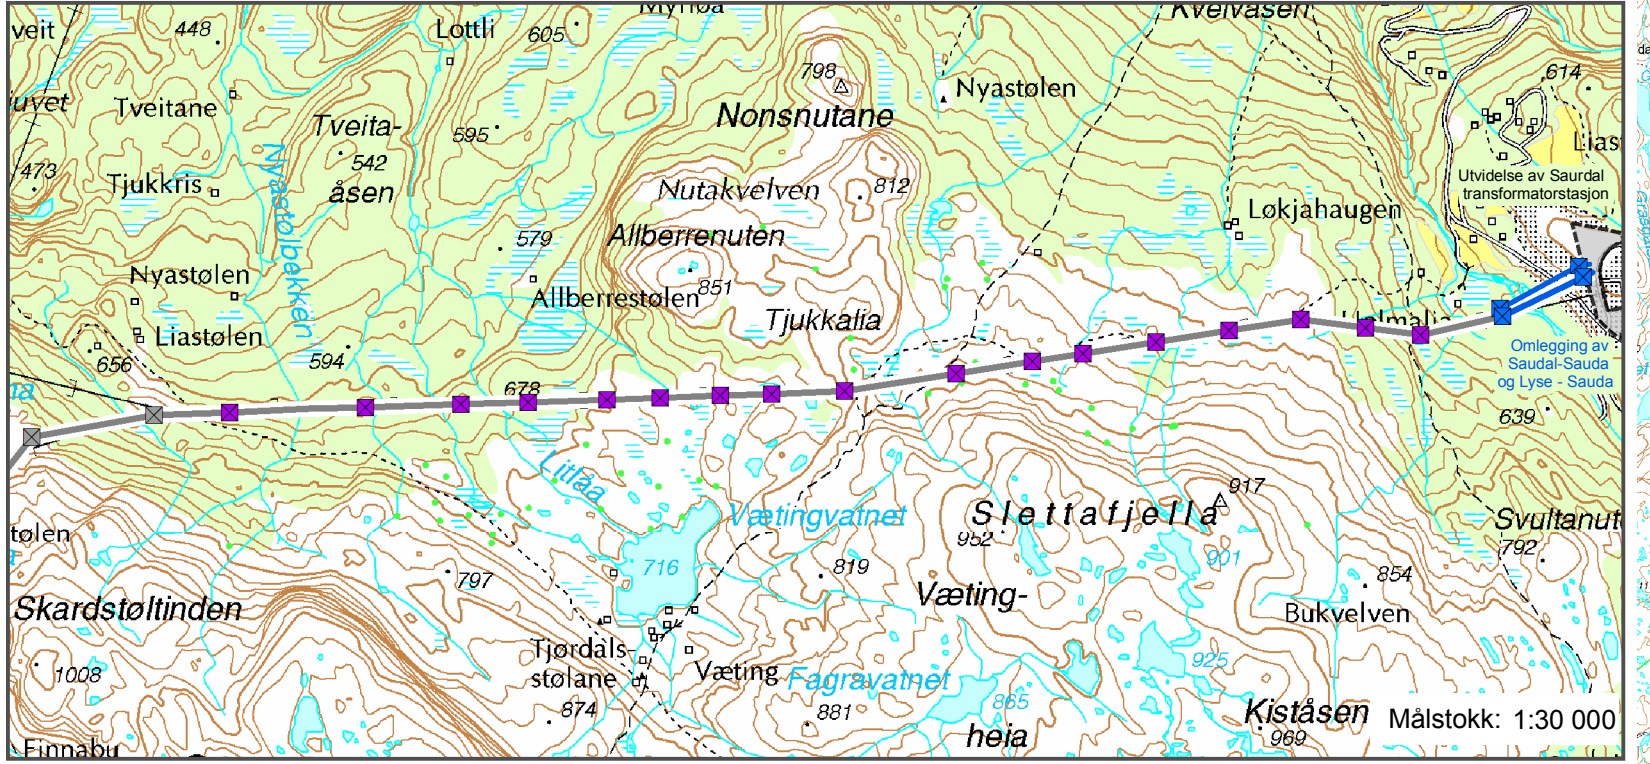 veit
448
Lottli
605
Myrhøa
Kvelvåsen
798
Nyastølen
614
juvet
Tveitane
Tveita-
595
Nonsnutane
542
åsen
473
Tjukkris
Nyastølbekken
Nutakvelven
812
Lias
Utvidelse av Saurdal
transformatorstasjon
Løkjahaugen
579
Allberrenuten
Nyastølen
Allberrestølen
851
Liastølen
Tjukkalia
594
656
678
Omlegging av
Saudal-Sauda
og Lyse - Sauda
639
Litlåa
Vætingvatnet
Slettafjella
917
952
Svultanut
792
tølen
716
797
819
901
854
Skardstøltinden
Væting-
Bukvelven
Tjørdals-
stølane
Væting
Fagravatnet
925
1008
874
881
865
heia
Kiståsen
969
Målstokk: 1:30 000
Finnabu